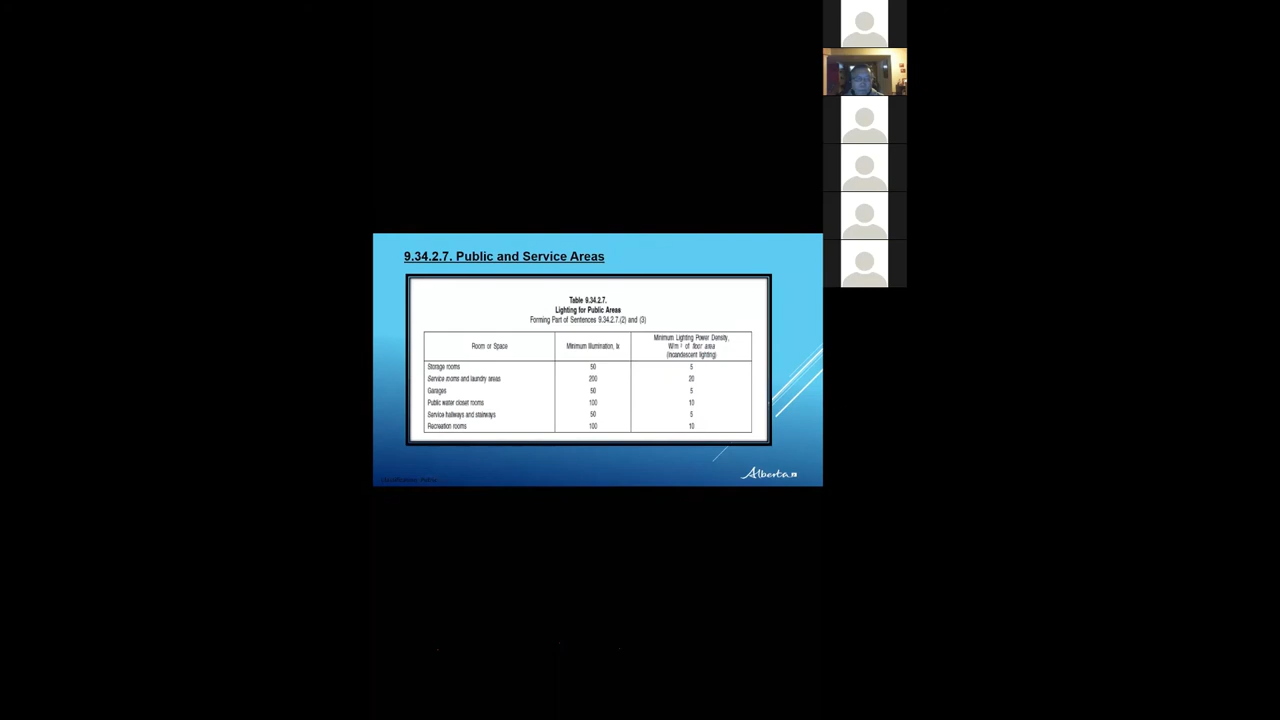 9.34.2.7. Public and Service Areas
Table 9.34.2.7.
Lighting for Public Areas
Forming Part of Sentences 9.34.2.7.(2) and (3)
Room or Space Minimum Illumination, lx Minimum Lighting Power Density,
W/m² of floor area
(incandescent lighting)
Storage rooms 50 5
Service rooms and laundry areas 200 20
Garages 50 5
Public water closet rooms 100 10
Service hallways and stairways 50 5
Recreation rooms 100 10
Alberta